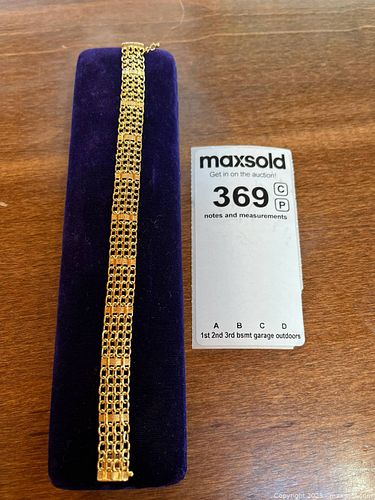 maxsold
Get in on the auction!
369 C
P
notes and measurements
A B C D
1st 2nd 3rd bsmt garage outdoors
Copyright 2023 - maxsold.com